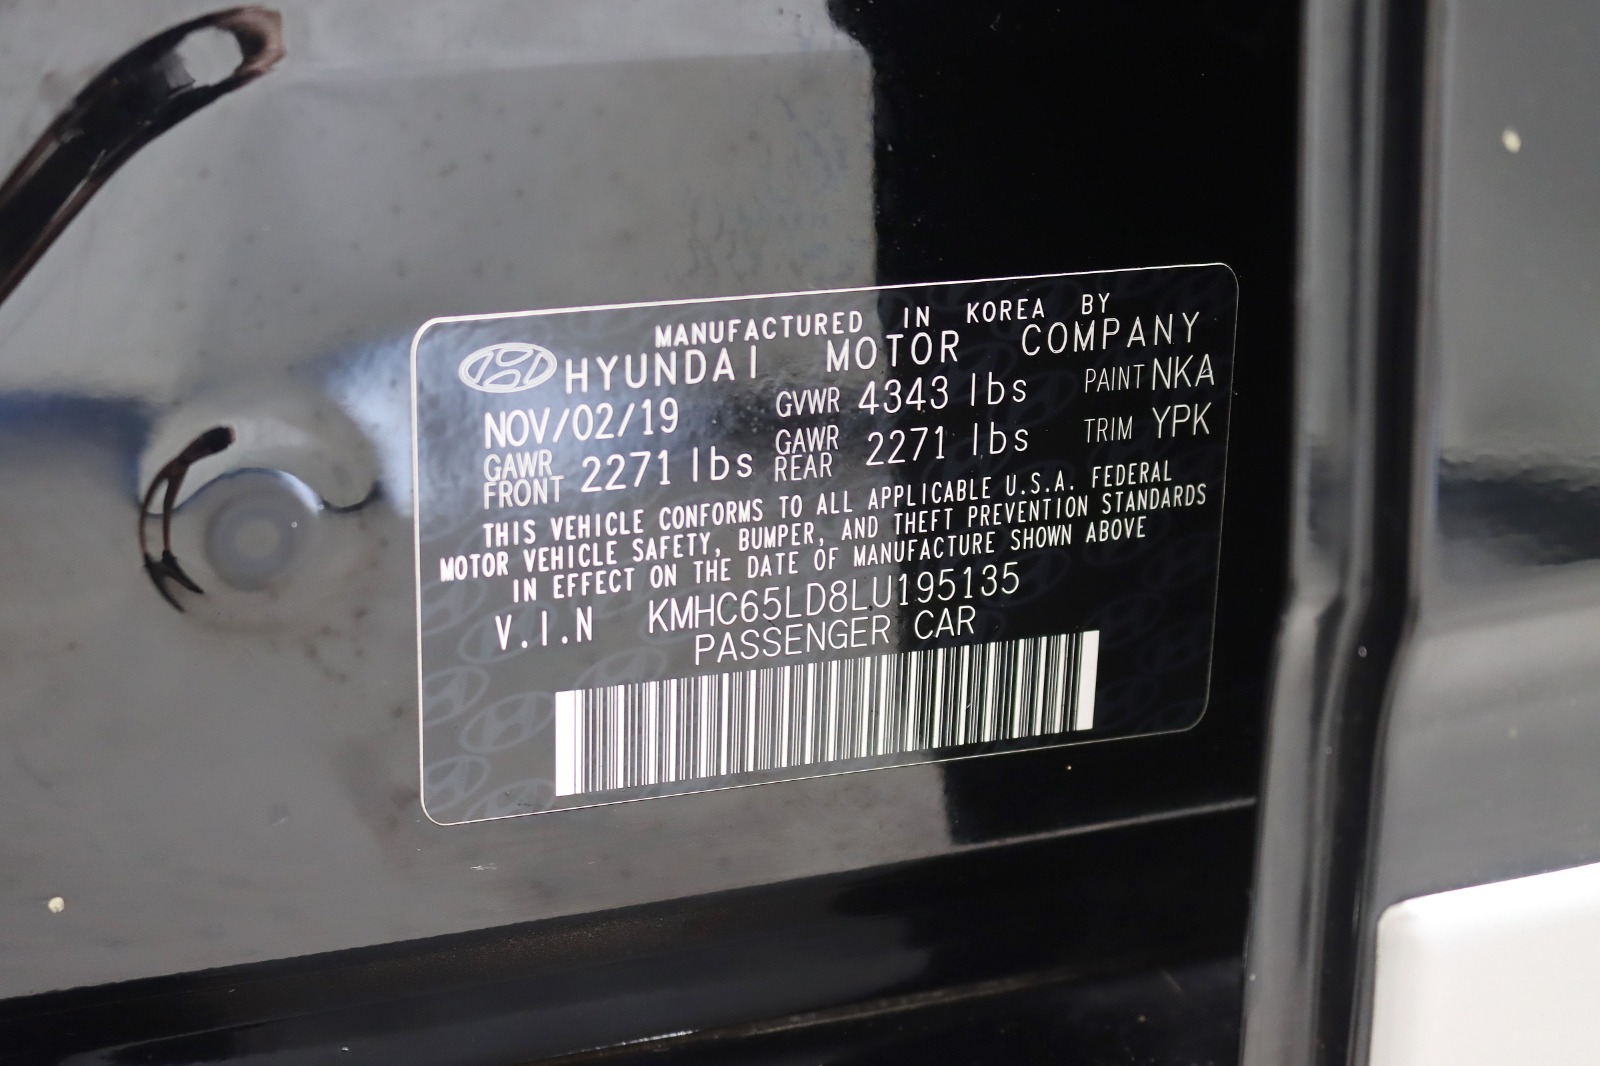 MANUFACTURED IN KOREA BY
HYUNDAI MOTOR COMPANY
NOV/02/19 GVWR 4343 lbs PAINT NKA
GAWR FRONT 2271 lbs GAWR REAR 2271 lbs TRIM YPK
THIS VEHICLE CONFORMS TO ALL APPLICABLE U.S.A. FEDERAL
MOTOR VEHICLE SAFETY, BUMPER, AND THEFT PREVENTION STANDARDS
IN EFFECT ON THE DATE OF MANUFACTURE SHOWN ABOVE
V.I.N KMHC65LD8LU195135
PASSENGER CAR